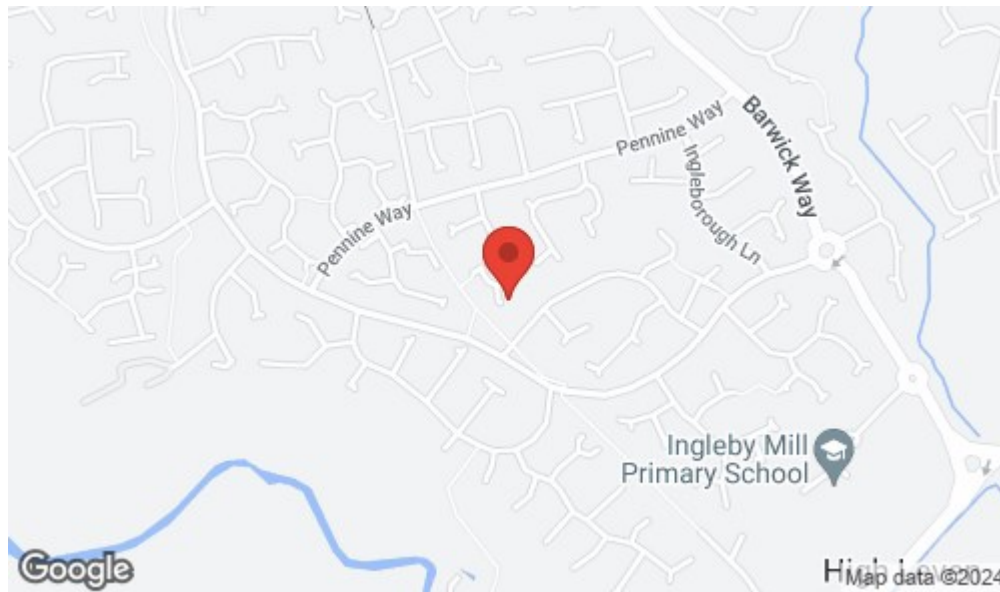 Pennine Way
Barwick Way
Ingleborough Ln
Pennine Way
Ingleby Mill
Primary School
High Leven
Google
Map data ©2024